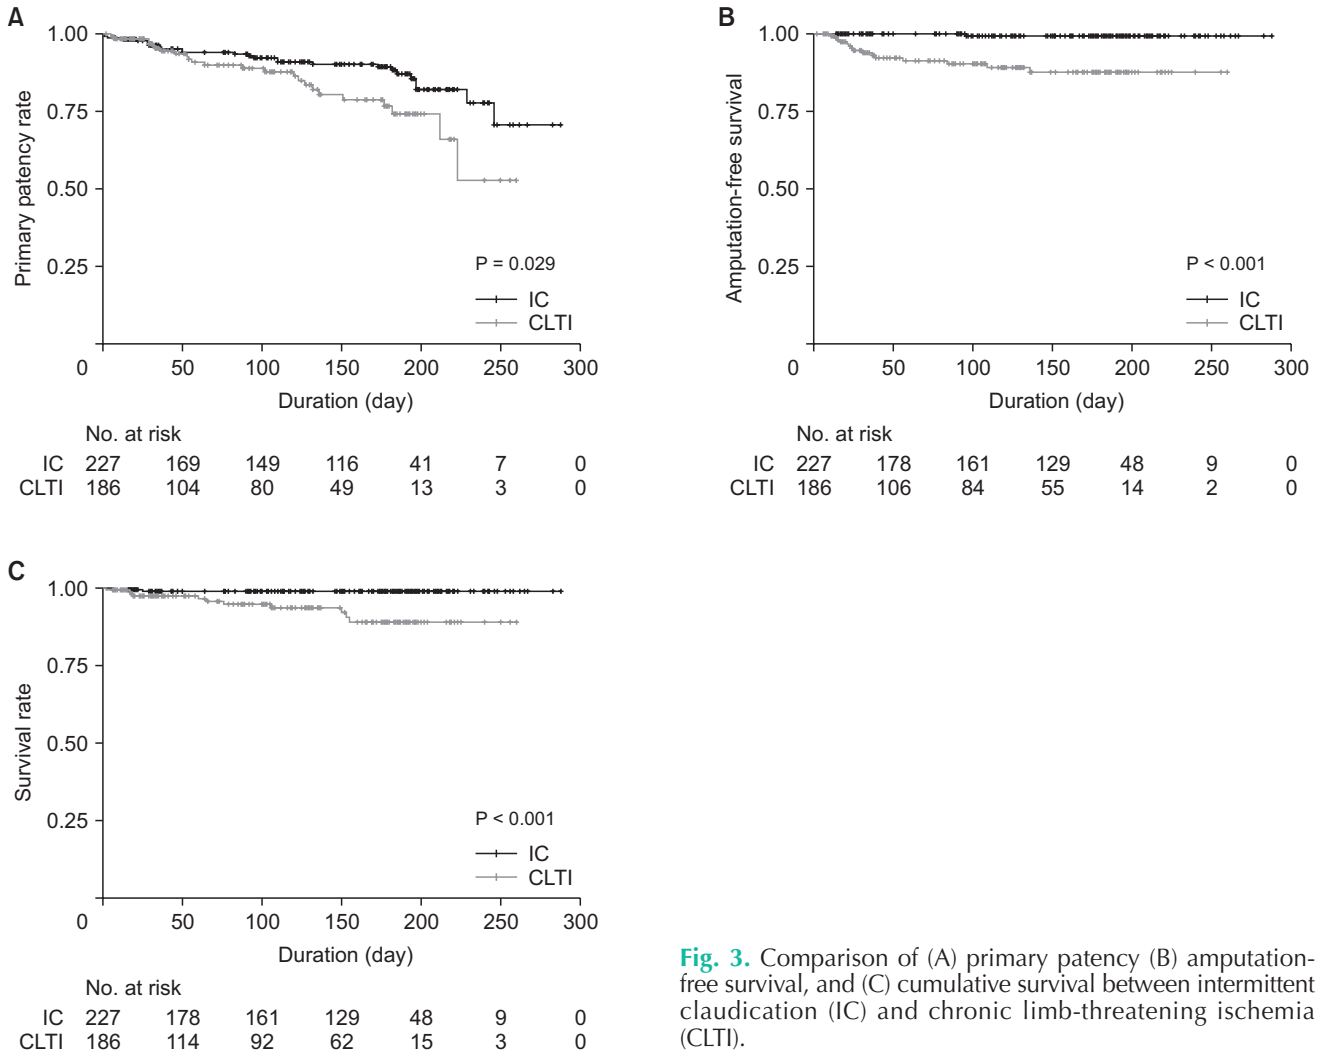 A
1.00
0.75
0.50
0.25
Primary patency rate
P = 0.029
IC
CLTI
0 50 100 150 200 250 300
Duration (day)
No. at risk
IC 227 169 149 116 41 7 0
CLTI 186 104 80 49 13 3 0
B
1.00
0.75
0.50
0.25
Amputation-free survival
P < 0.001
IC
CLTI
0 50 100 150 200 250 300
Duration (day)
No. at risk
IC 227 178 161 129 48 9 0
CLTI 186 106 84 55 14 2 0
C
1.00
0.75
0.50
0.25
Survival rate
P < 0.001
IC
CLTI
0 50 100 150 200 250 300
Duration (day)
No. at risk
IC 227 178 161 129 48 9 0
CLTI 186 114 92 62 15 3 0
Fig. 3. Comparison of (A) primary patency (B) amputation-
free survival, and (C) cumulative survival between intermittent
claudication (IC) and chronic limb-threatening ischemia
(CLTI).